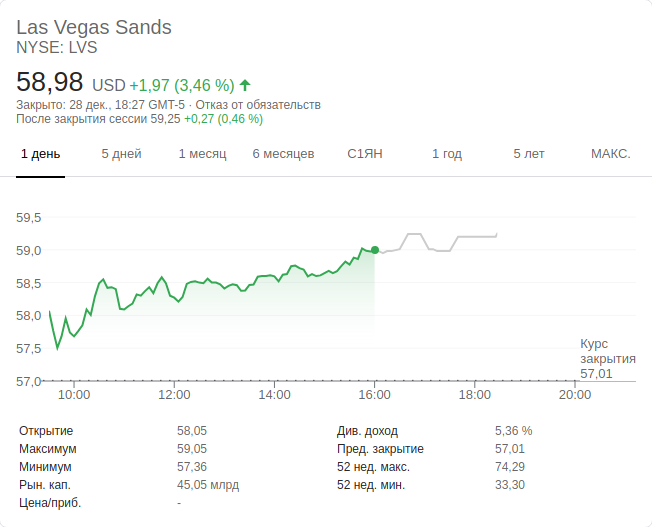 Las Vegas Sands
NYSE: LVS
58,98 USD +1,97 (3,46 %)
Закрыто: 28 дек., 18:27 GMT-5 · Отказ от обязательств
После закрытия сессии 59,25 +0,27 (0,46 %)
1 день 5 дней 1 месяц 6 месяцев С1ЯН 1 год 5 лет МАКС.
59,5
59,0
58,5
58,0
57,5
57,0
Курс
закрытия
57,01
10:00 12:00 14:00 16:00 18:00 20:00
Открытие 58,05
Максимум 59,05
Минимум 57,36
Рын. кап. 45,05 млрд
Цена/приб. -
Див. доход 5,36 %
Пред. закрытие 57,01
52 нед. макс. 74,29
52 нед. мин. 33,30